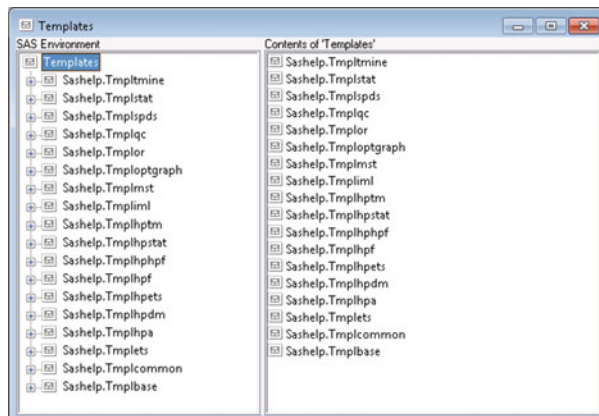 Templates
SAS Environment
Templates
Sashelp.Tmpltmine
Sashelp.Tmplstat
Sashelp.Tmplspds
Sashelp.Tmplqc
Sashelp.Tmplor
Sashelp.Tmploptgraph
Sashelp.Tmplmst
Sashelp.Tmpliml
Sashelp.Tmplhptm
Sashelp.Tmplhpstat
Sashelp.Tmplhphpf
Sashelp.Tmplhpf
Sashelp.Tmplhpets
Sashelp.Tmplhpdm
Sashelp.Tmplhpa
Sashelp.Tmplets
Sashelp.Tmplcommon
Sashelp.Tmplbase
Contents of 'Templates'
Sashelp.Tmpltmine
Sashelp.Tmplstat
Sashelp.Tmplspds
Sashelp.Tmplqc
Sashelp.Tmplor
Sashelp.Tmploptgraph
Sashelp.Tmplmst
Sashelp.Tmpliml
Sashelp.Tmplhptm
Sashelp.Tmplhpstat
Sashelp.Tmplhphpf
Sashelp.Tmplhpf
Sashelp.Tmplhpets
Sashelp.Tmplhpdm
Sashelp.Tmplhpa
Sashelp.Tmplets
Sashelp.Tmplcommon
Sashelp.Tmplbase